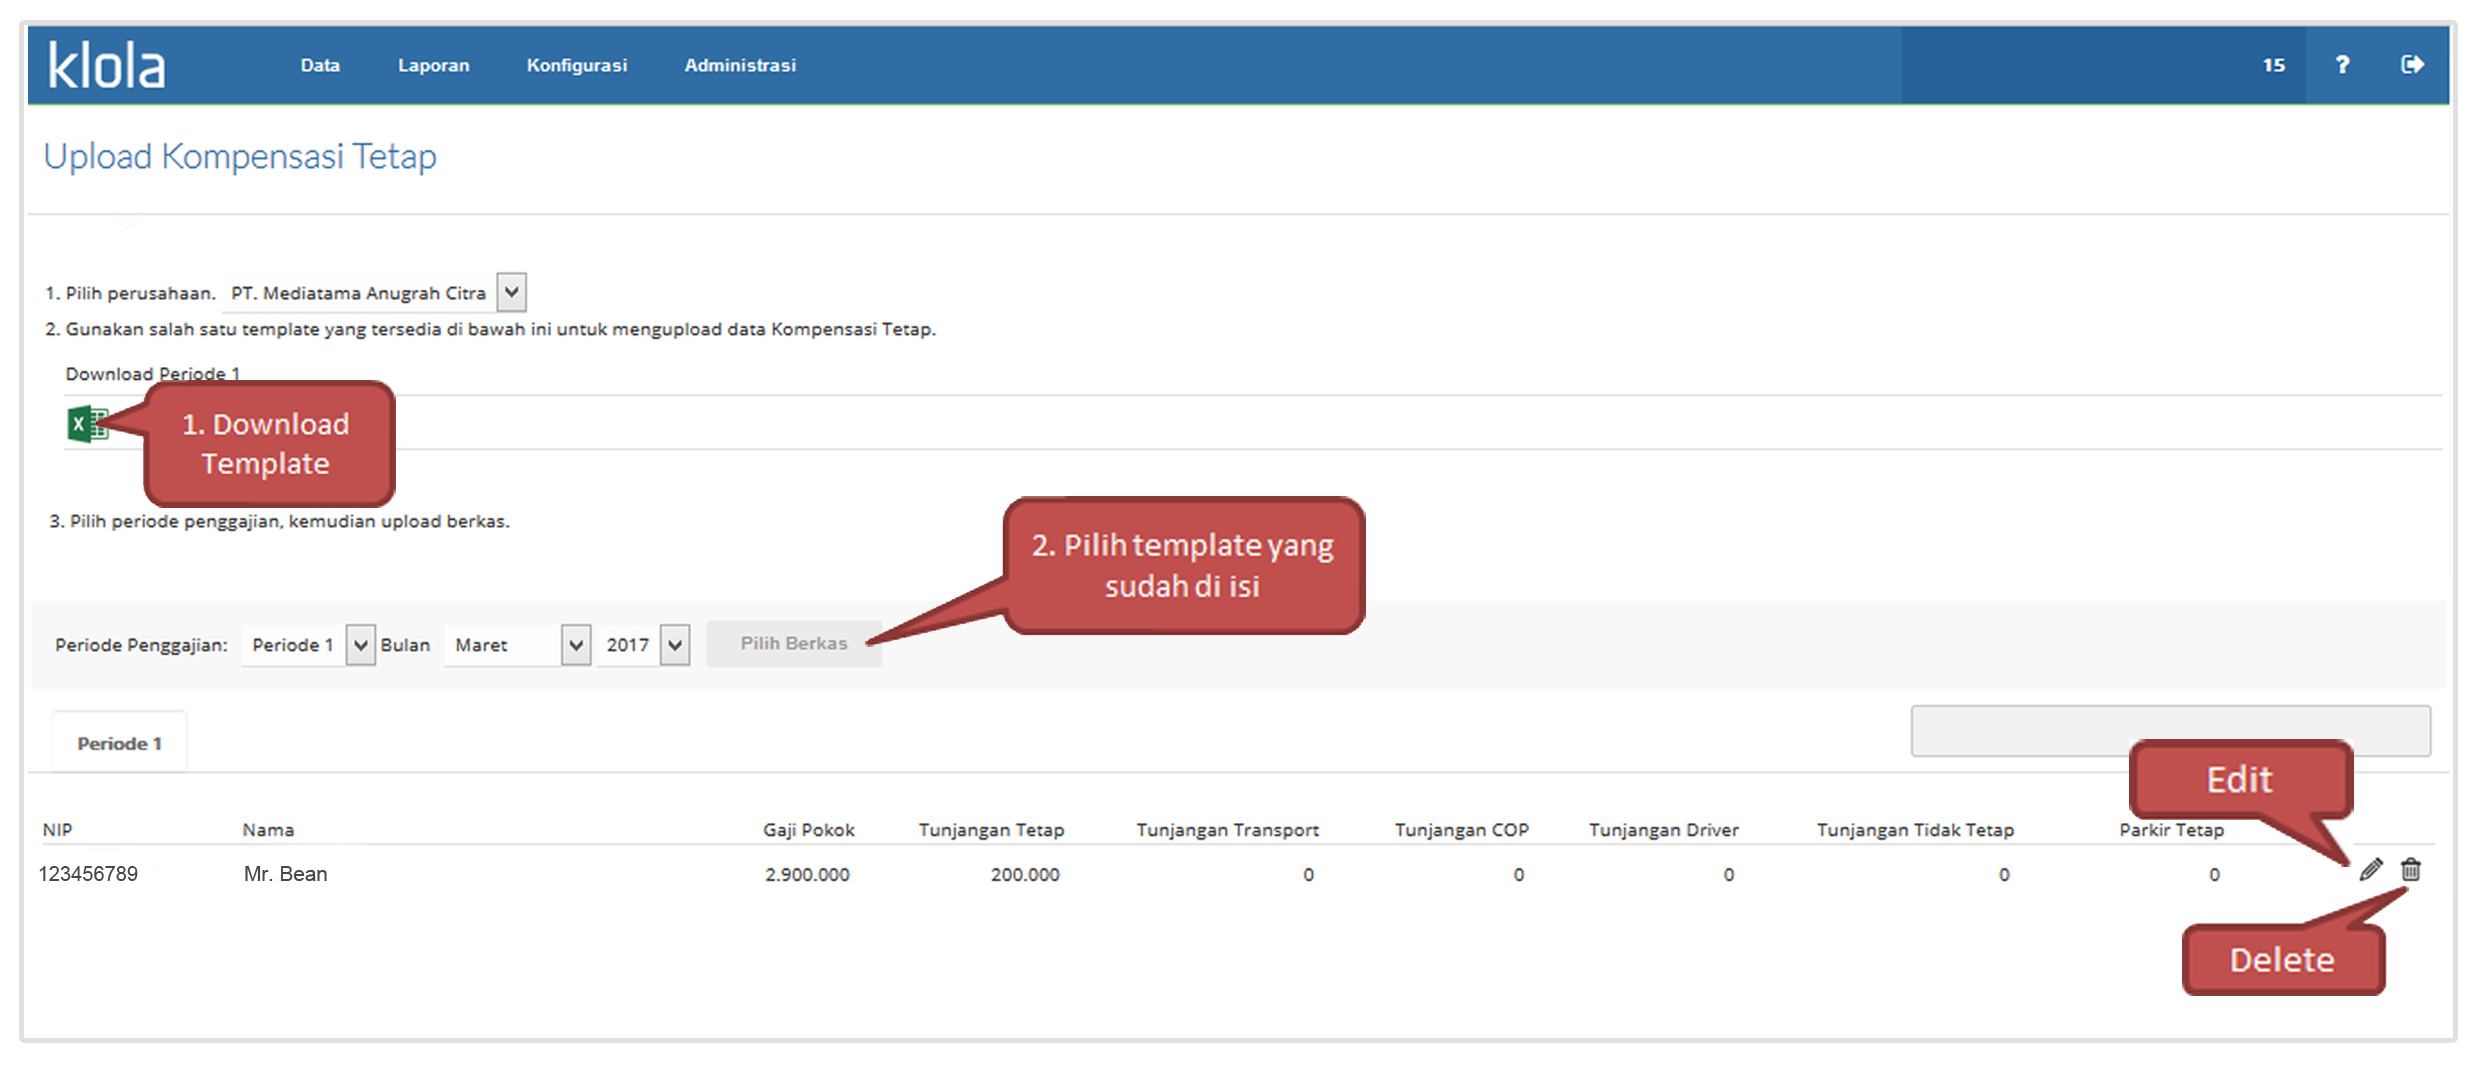 klola
Data Laporan Konfigurasi Administrasi 15 ?
Upload Kompensasi Tetap
1. Pilih perusahaan. PT. Mediatama Anugrah Citra
2. Gunakan salah satu template yang tersedia di bawah ini untuk mengupload data Kompensasi Tetap.
Download Periode 1
X
1. Download
Template
3. Pilih periode penggajian, kemudian upload berkas.
2. Pilih template yang
sudah di isi
Periode Penggajian: Periode 1 Bulan Maret 2017 Pilih Berkas
Periode 1
Edit
NIP Nama Gaji Pokok Tunjangan Tetap Tunjangan Transport Tunjangan COP Tunjangan Driver Tunjangan Tidak Tetap Parkir Tetap
123456789 Mr. Bean 2.900.000 200.000 0 0 0 0 0
Delete